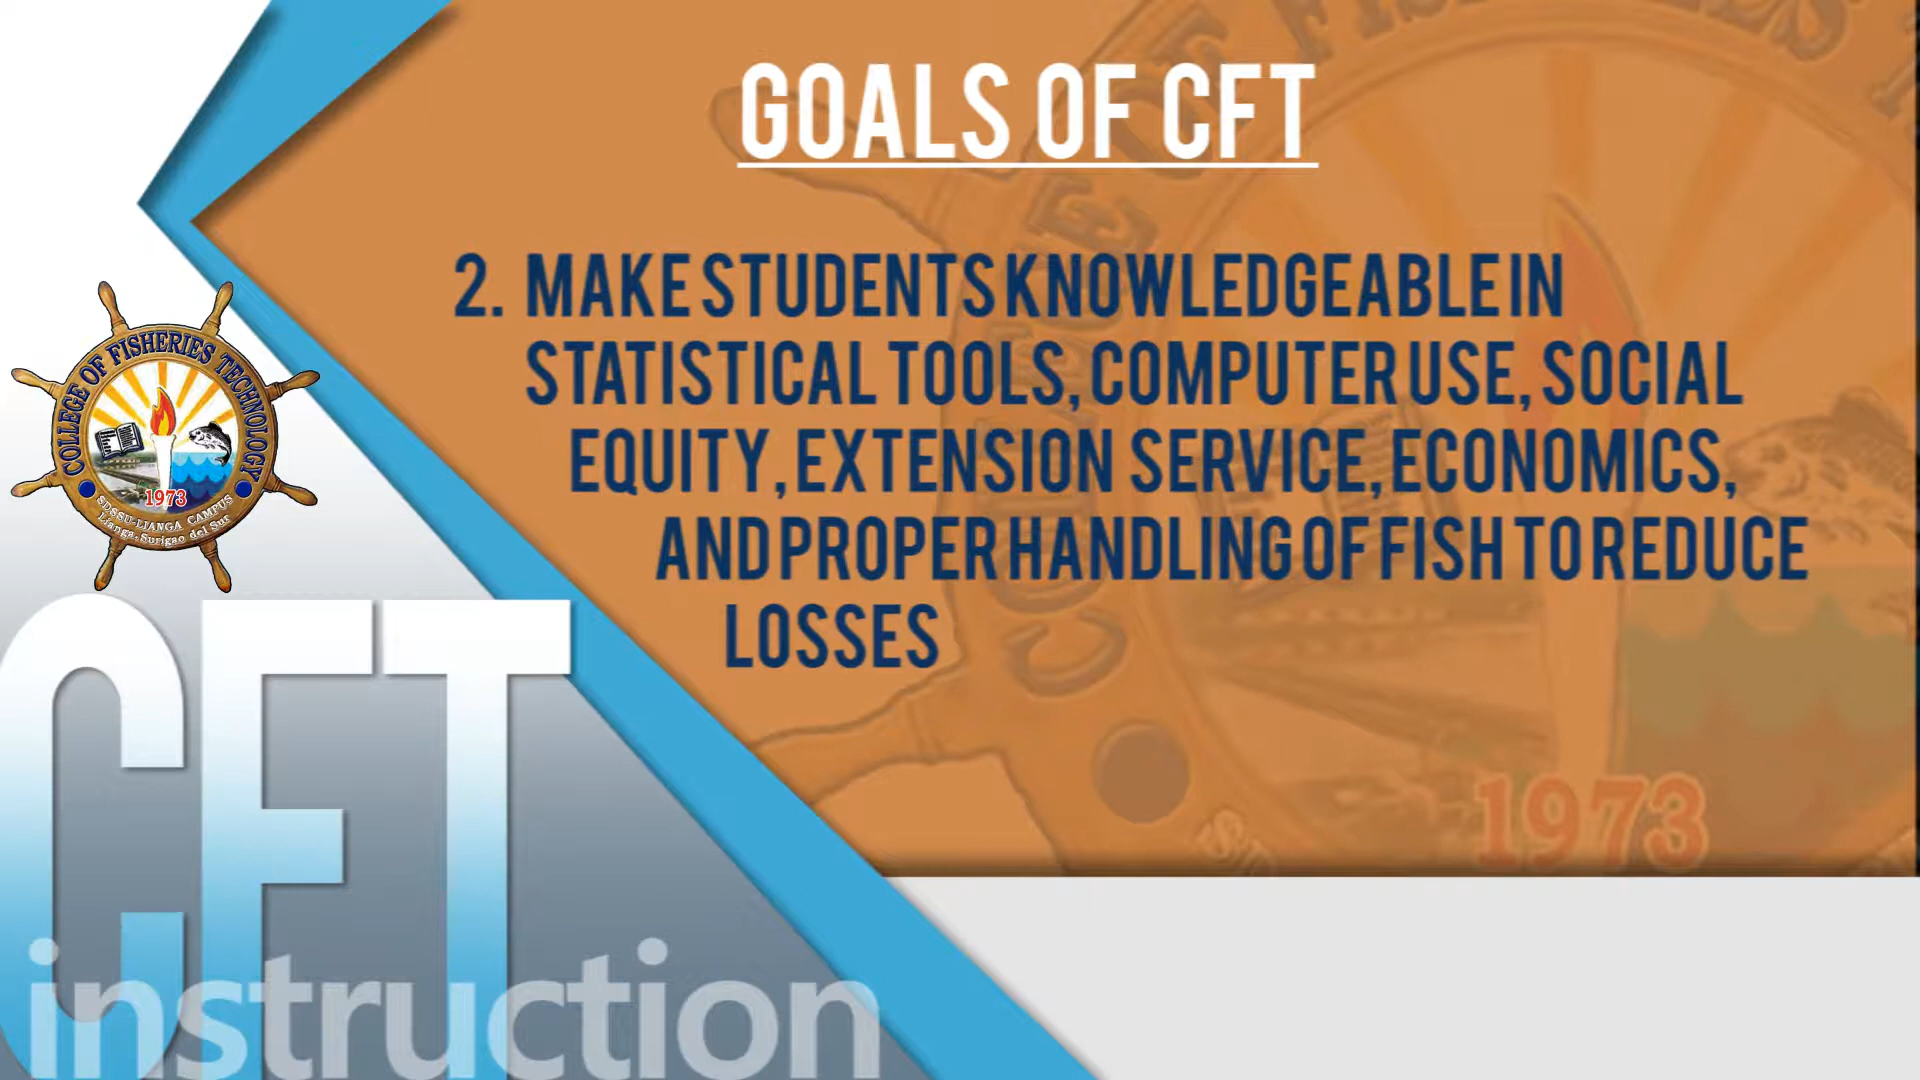 GOALS OF CFT
2. MAKE STUDENTS KNOWLEDGEABLE IN
STATISTICAL TOOLS, COMPUTER USE, SOCIAL
EQUITY, EXTENSION SERVICE, ECONOMICS,
AND PROPER HANDLING OF FISH TO REDUCE
LOSSES
COLLEGE OF FISHERIES TECHNOLOGY
1973
SDSSU-LIANGA CAMPUS
Lianga, Surigao del Sur
CFT
instruction
1973